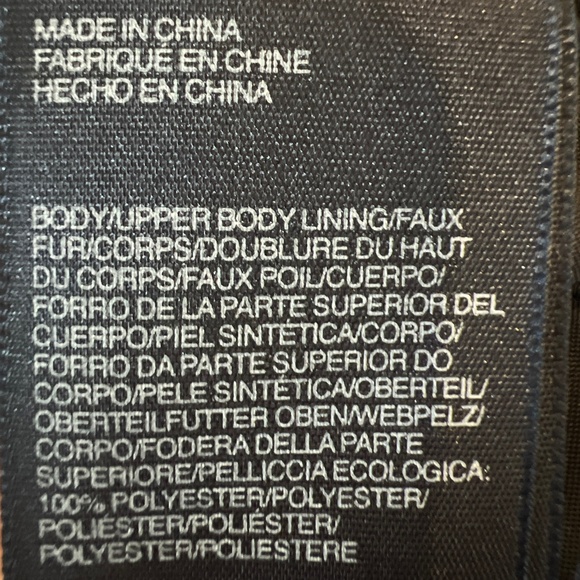 MADE IN CHINA
FABRIQUÉ EN CHINE
HECHO EN CHINA
BODY/UPPER BODY LINING/FAUX
FUR/CORPS/DOUBLURE DU HAUT
DU CORPS/FAUX POIL/CUERPO/
FORRO DE LA PARTE SUPERIOR DEL
CUERPO/PIEL SINTÉTICA/CORPO/
FORRO DA PARTE SUPERIOR DO
CORPO/PELE SINTÉTICA/OBERTEIL/
OBERTEILFUTTER OBEN/WEBPELZ/
CORPO/FODERA DELLA PARTE
SUPERIORE/PELLICCIA ECOLOGICA:
100% POLYESTER/POLYESTER/
POLIÉSTER/POLIÉSTER/
POLYESTER/POLIESTERE